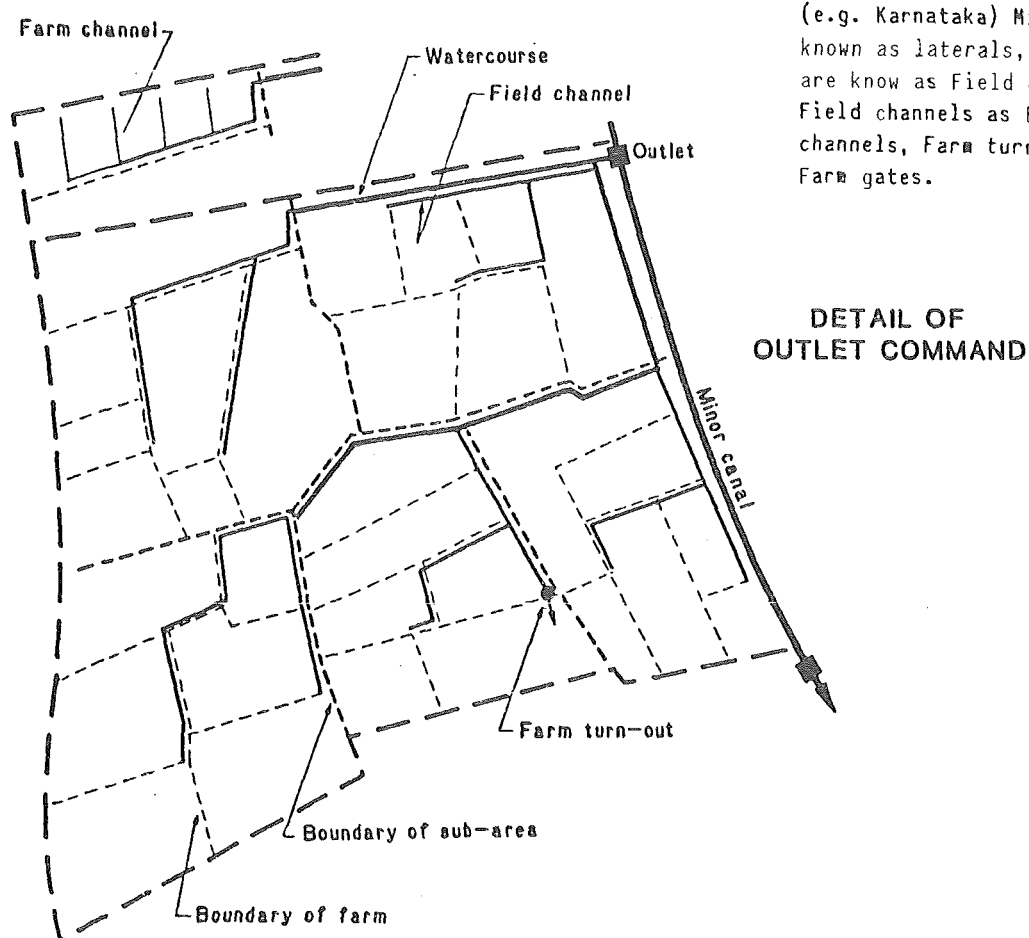 (e.g. Karnataka)
known as laterals,
are know as Field
Field channels as
channels, Farm
Farm gates.
Farm channel
Watercourse
Field channel
Outlet
DETAIL OF
OUTLET COMMAND
Minor canal
Farm turn-out
Boundary of sub-area
Boundary of farm